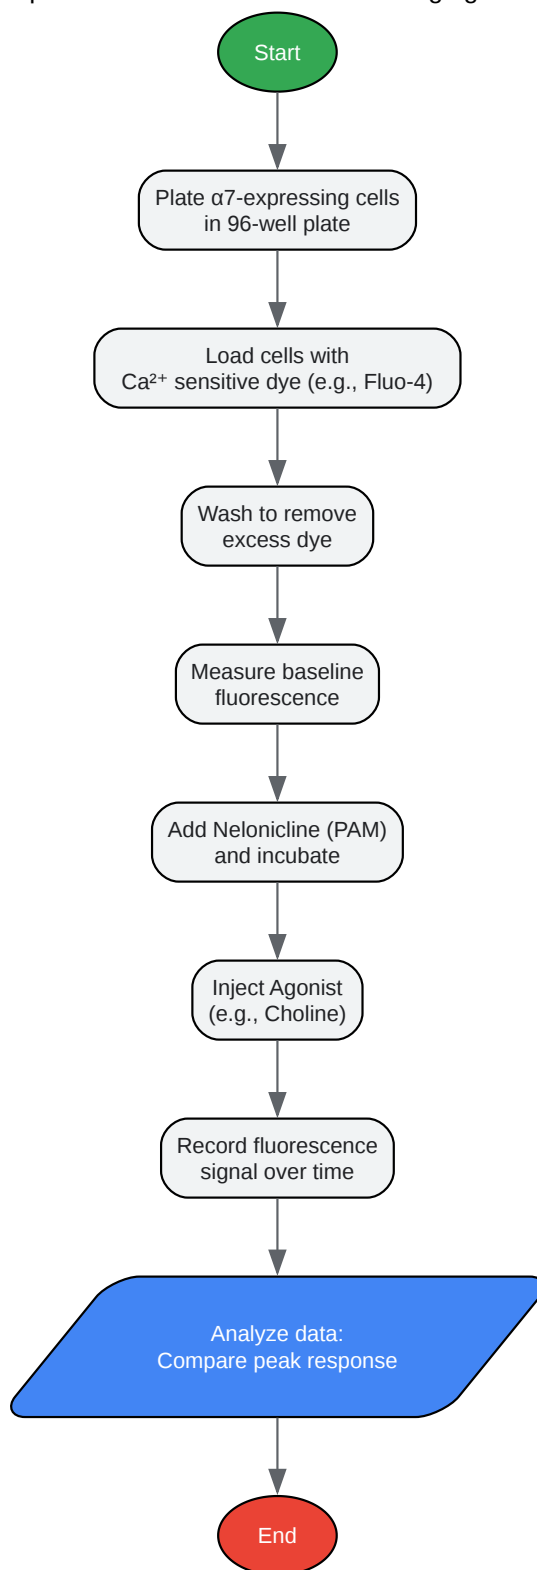 Start
Plate α7-expressing cells
in 96-well plate
Load cells with
Ca²⁺ sensitive dye (e.g., Fluo-4)
Wash to remove
excess dye
Measure baseline
fluorescence
Add Nelonicline (PAM)
and incubate
Inject Agonist
(e.g., Choline)
Record fluorescence
signal over time
Analyze data:
Compare peak response
End